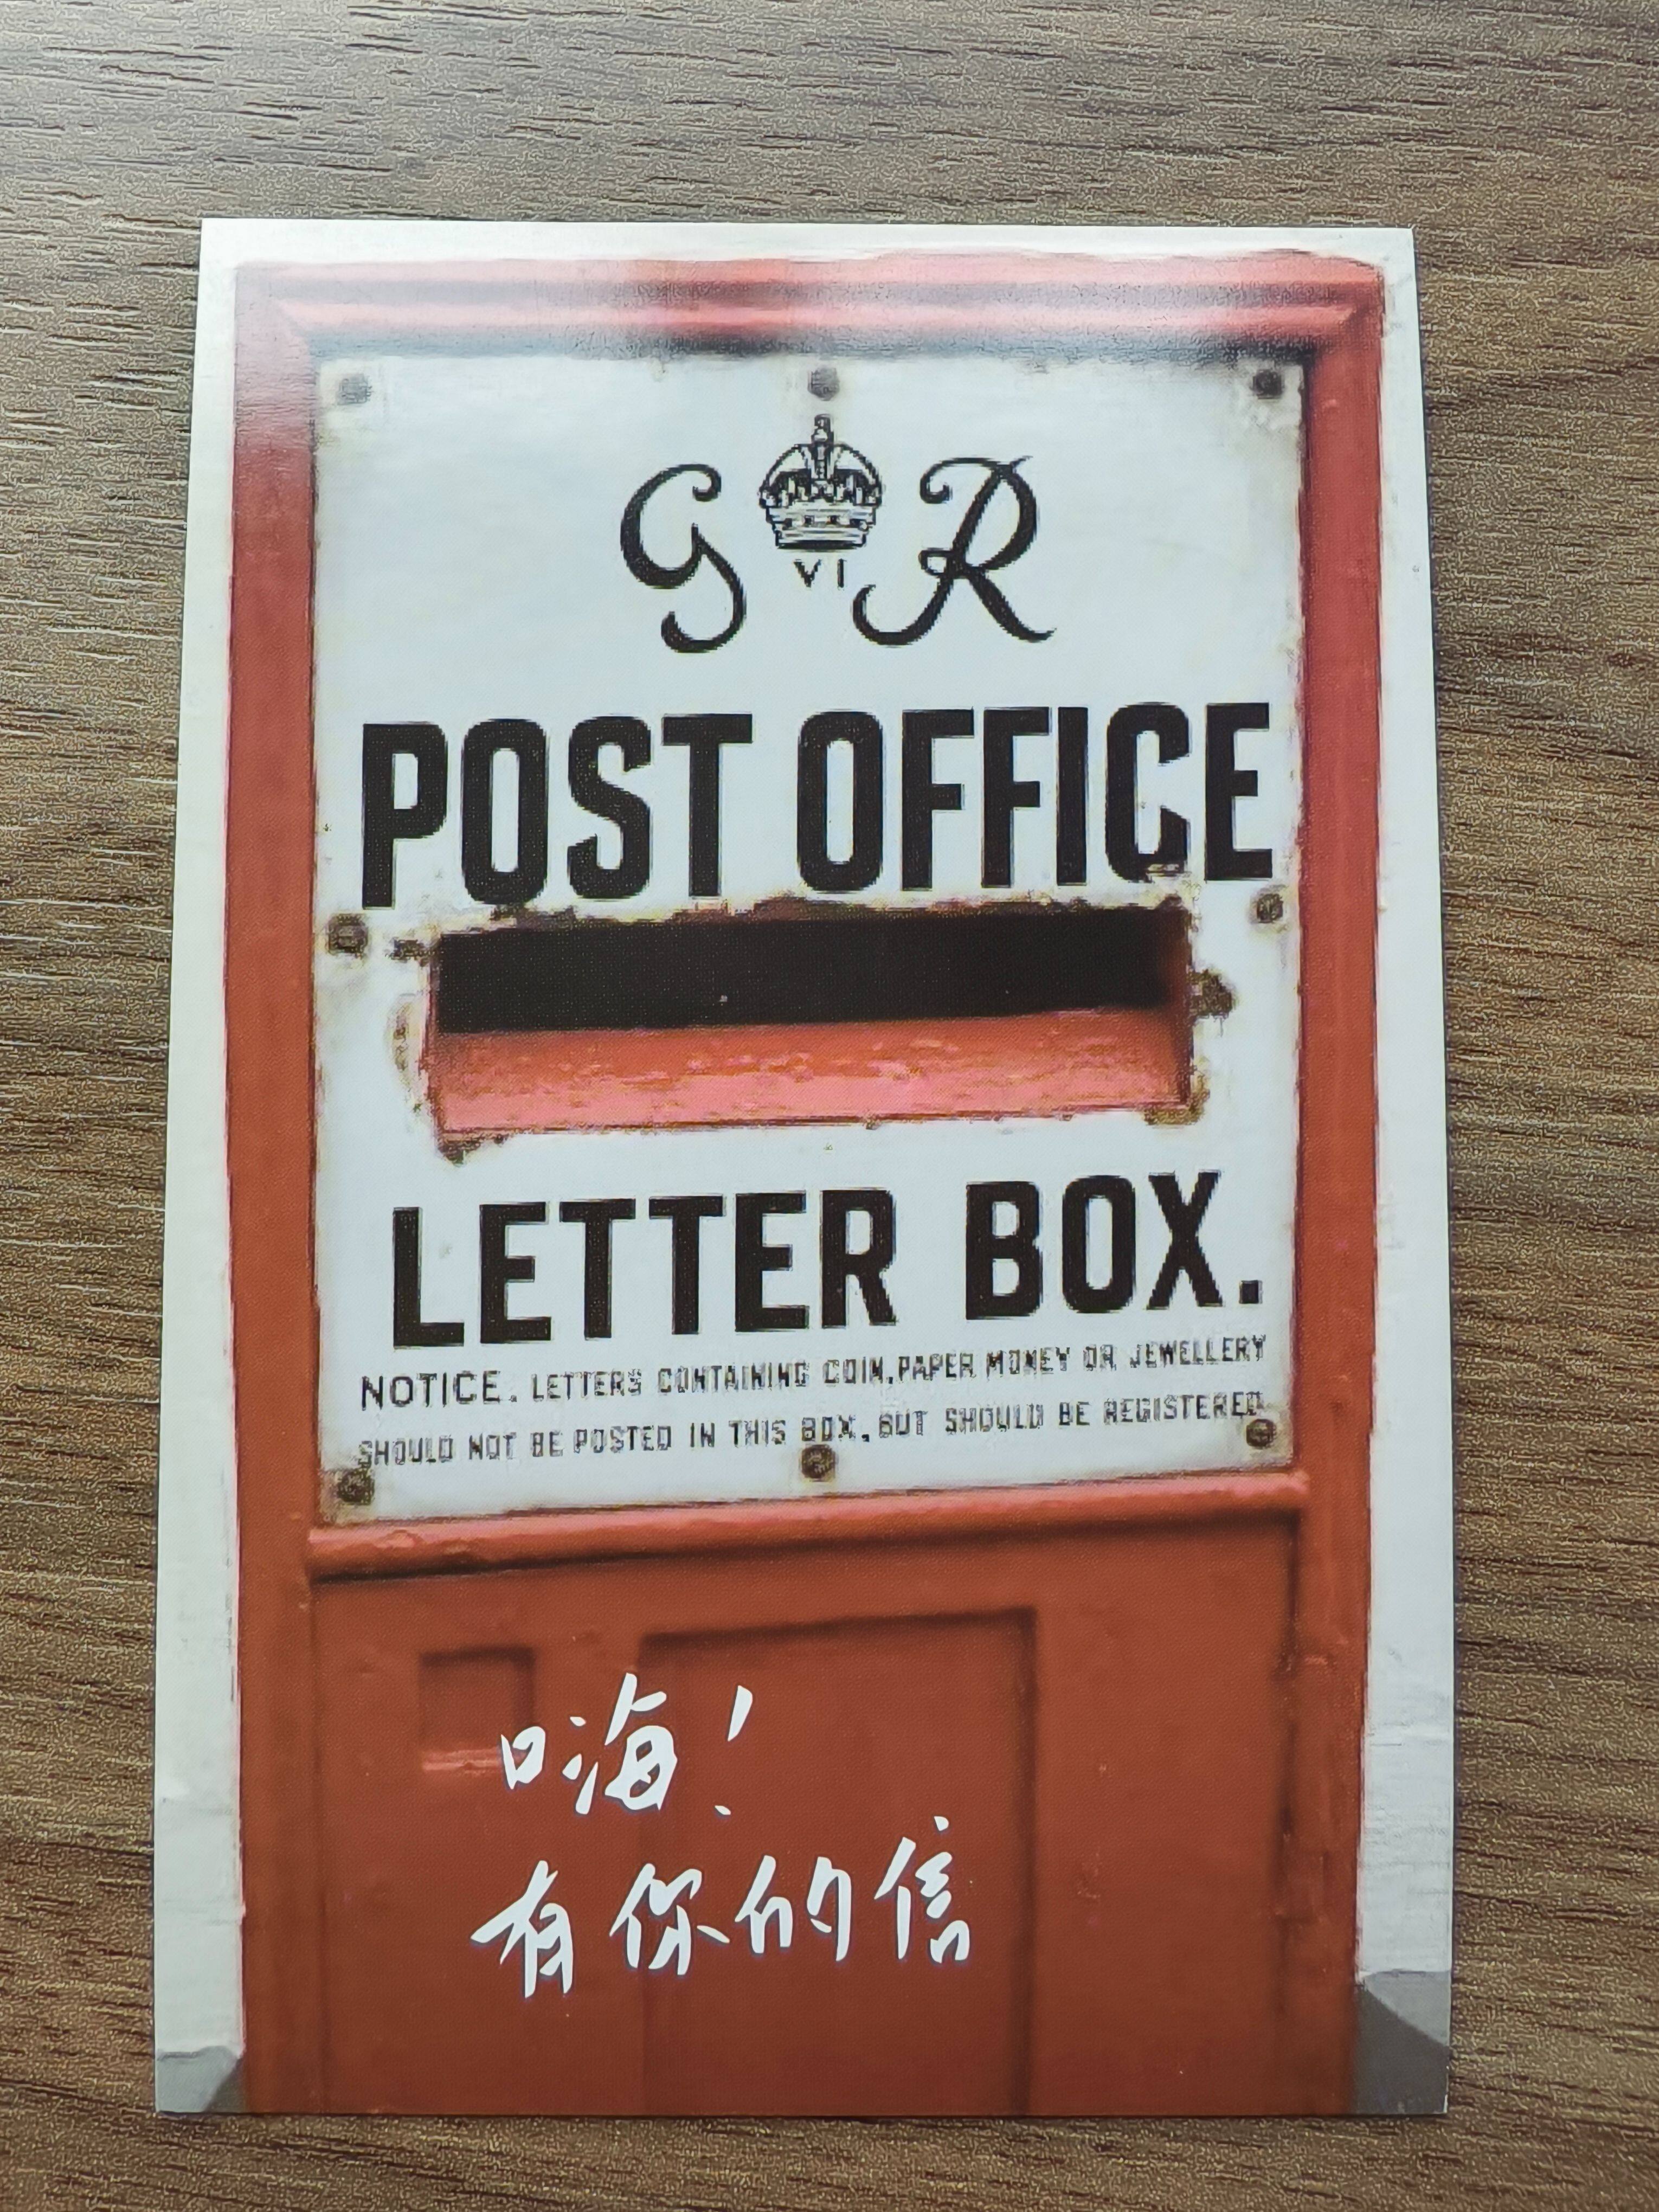 G VI R
POST OFFICE
LETTER BOX.
NOTICE. LETTERS CONTAINING COIN, PAPER MONEY OR JEWELLERY
SHOULD NOT BE POSTED IN THIS BOX, BUT SHOULD BE REGISTERED
嗨！
有你的信